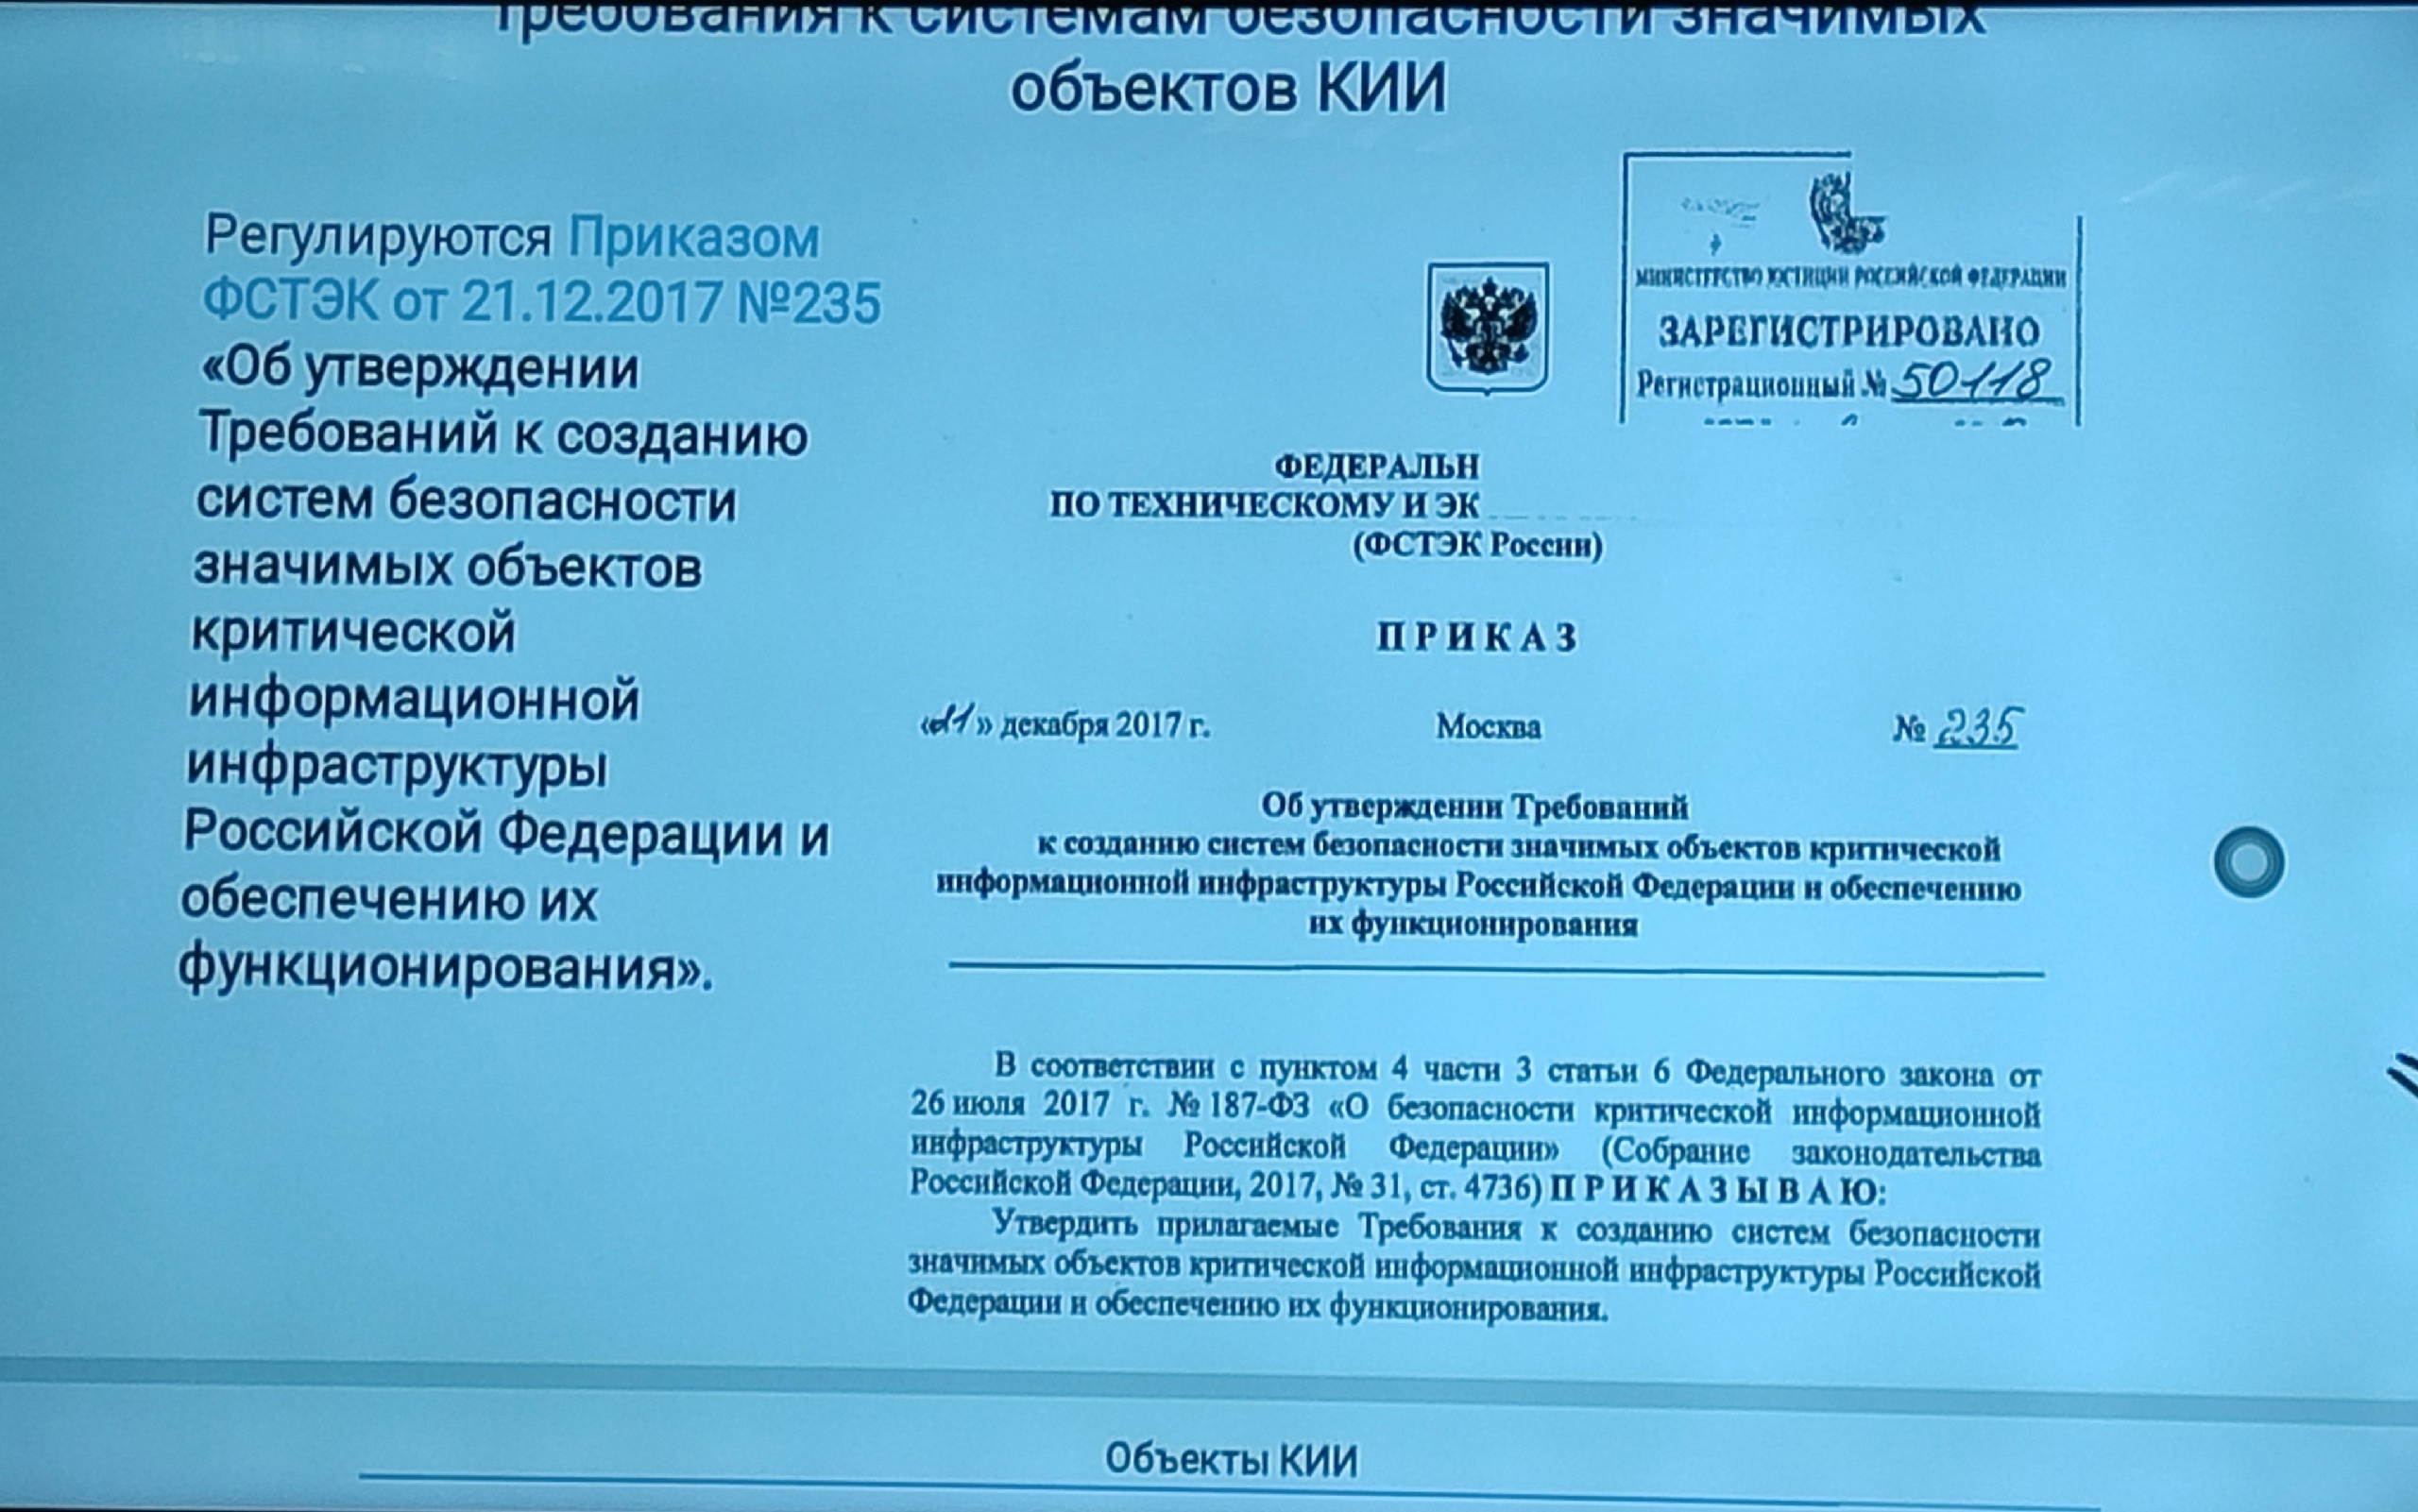 Требования к системам безопасности значимых
объектов КИИ
Регулируются Приказом
ФСТЭК от 21.12.2017 №235
«Об утверждении
Требований к созданию
систем безопасности
значимых объектов
критической
информационной
инфраструктуры
Российской Федерации и
обеспечению их
функционирования».
МИНИСТЕРСТВО ЮСТИЦИИ РОССИЙСКОЙ ФЕДЕРАЦИИ
ЗАРЕГИСТРИРОВАНО
Регистрационный № 50118
ФЕДЕРАЛЬН
ПО ТЕХНИЧЕСКОМУ И ЭК
(ФСТЭК России)
ПРИКАЗ
«21» декабря 2017 г. Москва № 235
Об утверждении Требований
к созданию систем безопасности значимых объектов критической
информационной инфраструктуры Российской Федерации и обеспечению
их функционирования
В соответствии с пунктом 4 части 3 статьи 6 Федерального закона от
26 июля 2017 г. № 187-ФЗ «О безопасности критической информационной
инфраструктуры Российской Федерации» (Собрание законодательства
Российской Федерации, 2017, № 31, ст. 4736) П Р И К А З Ы В А Ю:
Утвердить прилагаемые Требования к созданию систем безопасности
значимых объектов критической информационной инфраструктуры Российской
Федерации и обеспечению их функционирования.
Объекты КИИ